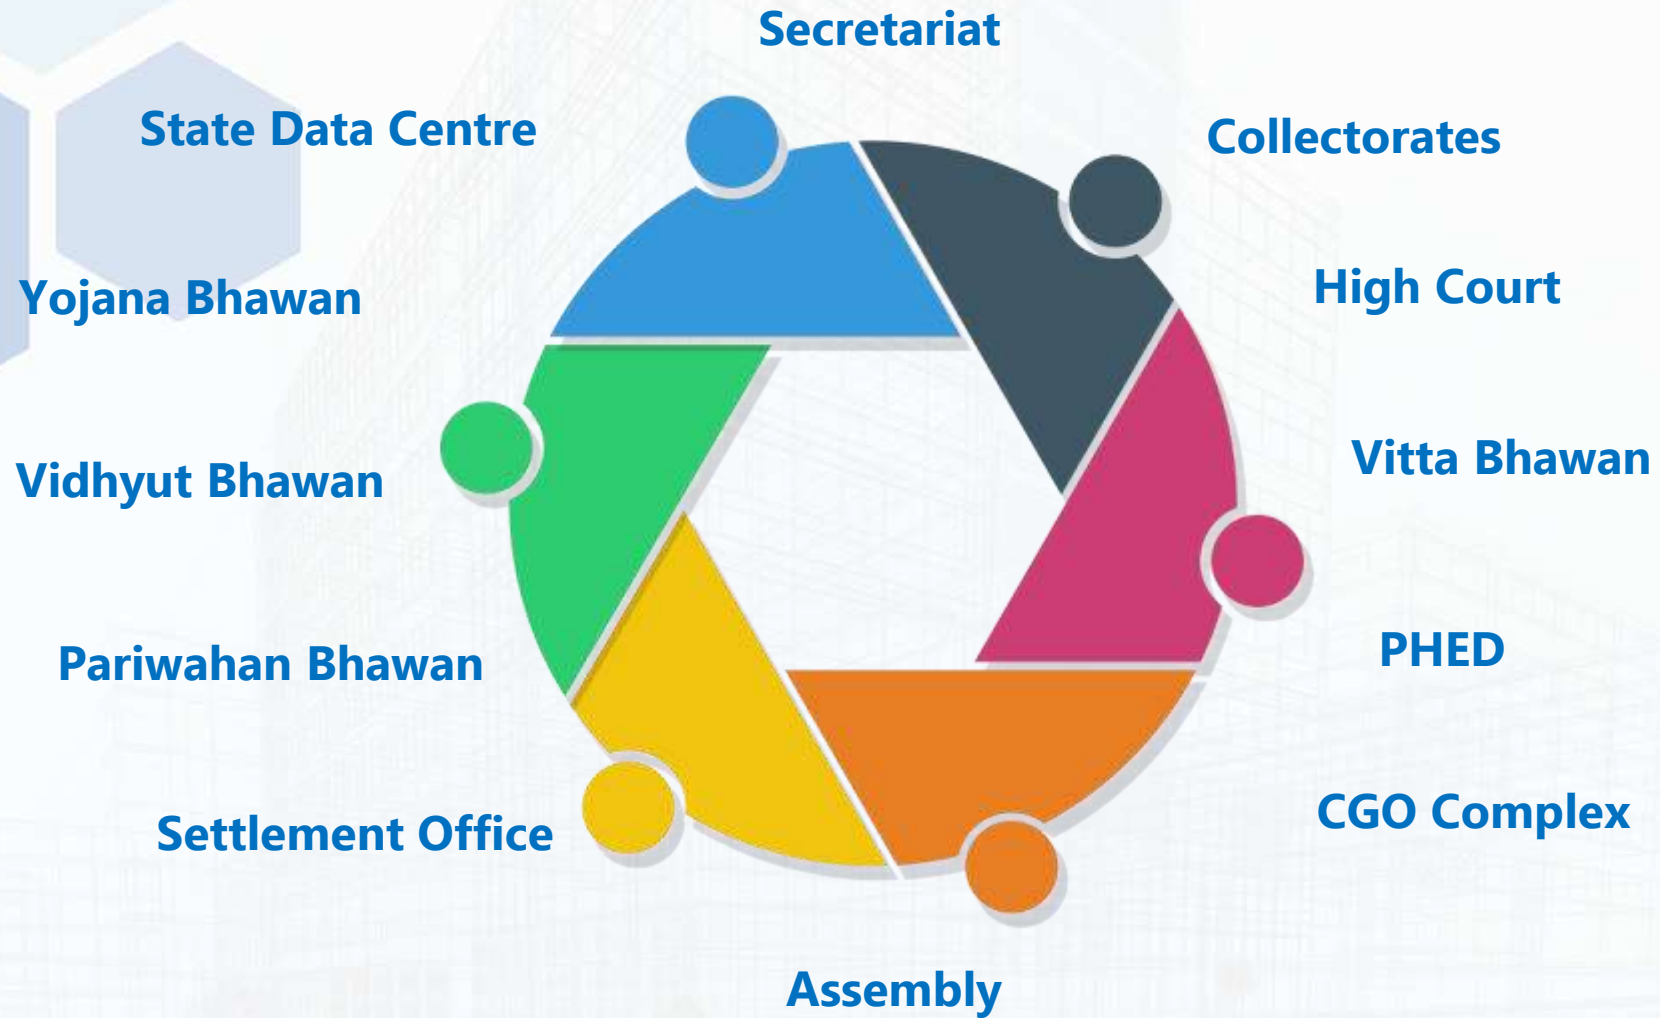 Secretariat
State Data Centre
Collectorates
Yojana Bhawan
High Court
Vidhyut Bhawan
Vitta Bhawan
Pariwahan Bhawan
PHED
Settlement Office
CGO Complex
Assembly